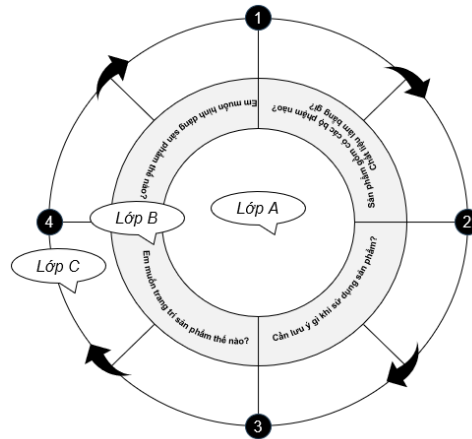 1
Em muốn hình dáng sản phẩm thế nào?
Sản phẩm gồm có các bộ phận nào?
Chất liệu làm bằng gì?
Lớp A
4
Lớp B
2
Lớp C
Em muốn trang trí sản phẩm thế nào?
Cần lưu ý gì khi sử dụng sản phẩm?
3